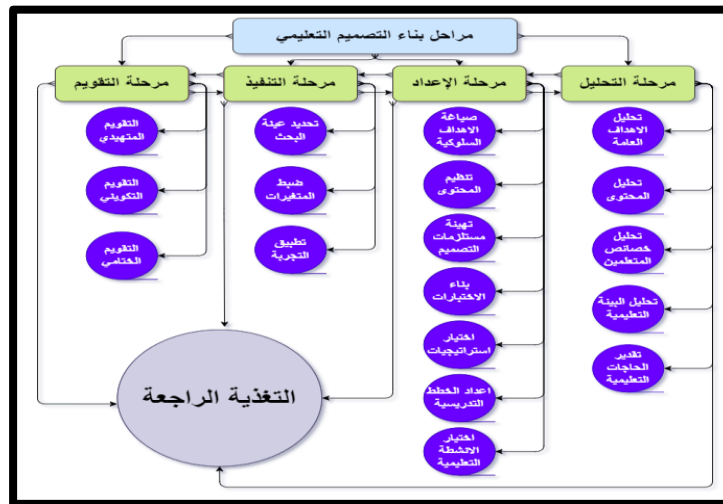 مراحل بناء التصميم التعليمي
مرحلة التحليل
مرحلة الإعداد
مرحلة التنفيذ
مرحلة التقويم
تحليل
الاهداف
العامة
تحليل
المحتوى
تحليل
خصائص
المتعلمين
تحليل البيئة
التعليمية
تقدير
الحاجات
التعليمية
صياغة
الاهداف
السلوكية
تنظيم
المحتوى
تهيئة
مستلزمات
التصميم
بناء
الاختبارات
اختيار
استراتيجيات
اعداد الخطط
التدريسية
اختيار
الانشطة
التعليمية
تحديد عينة
البحث
ضبط
المتغيرات
تطبيق
التجربة
التقويم
المتهيدي
التقويم
التكويني
التقويم
الختامي
التغذية الراجعة